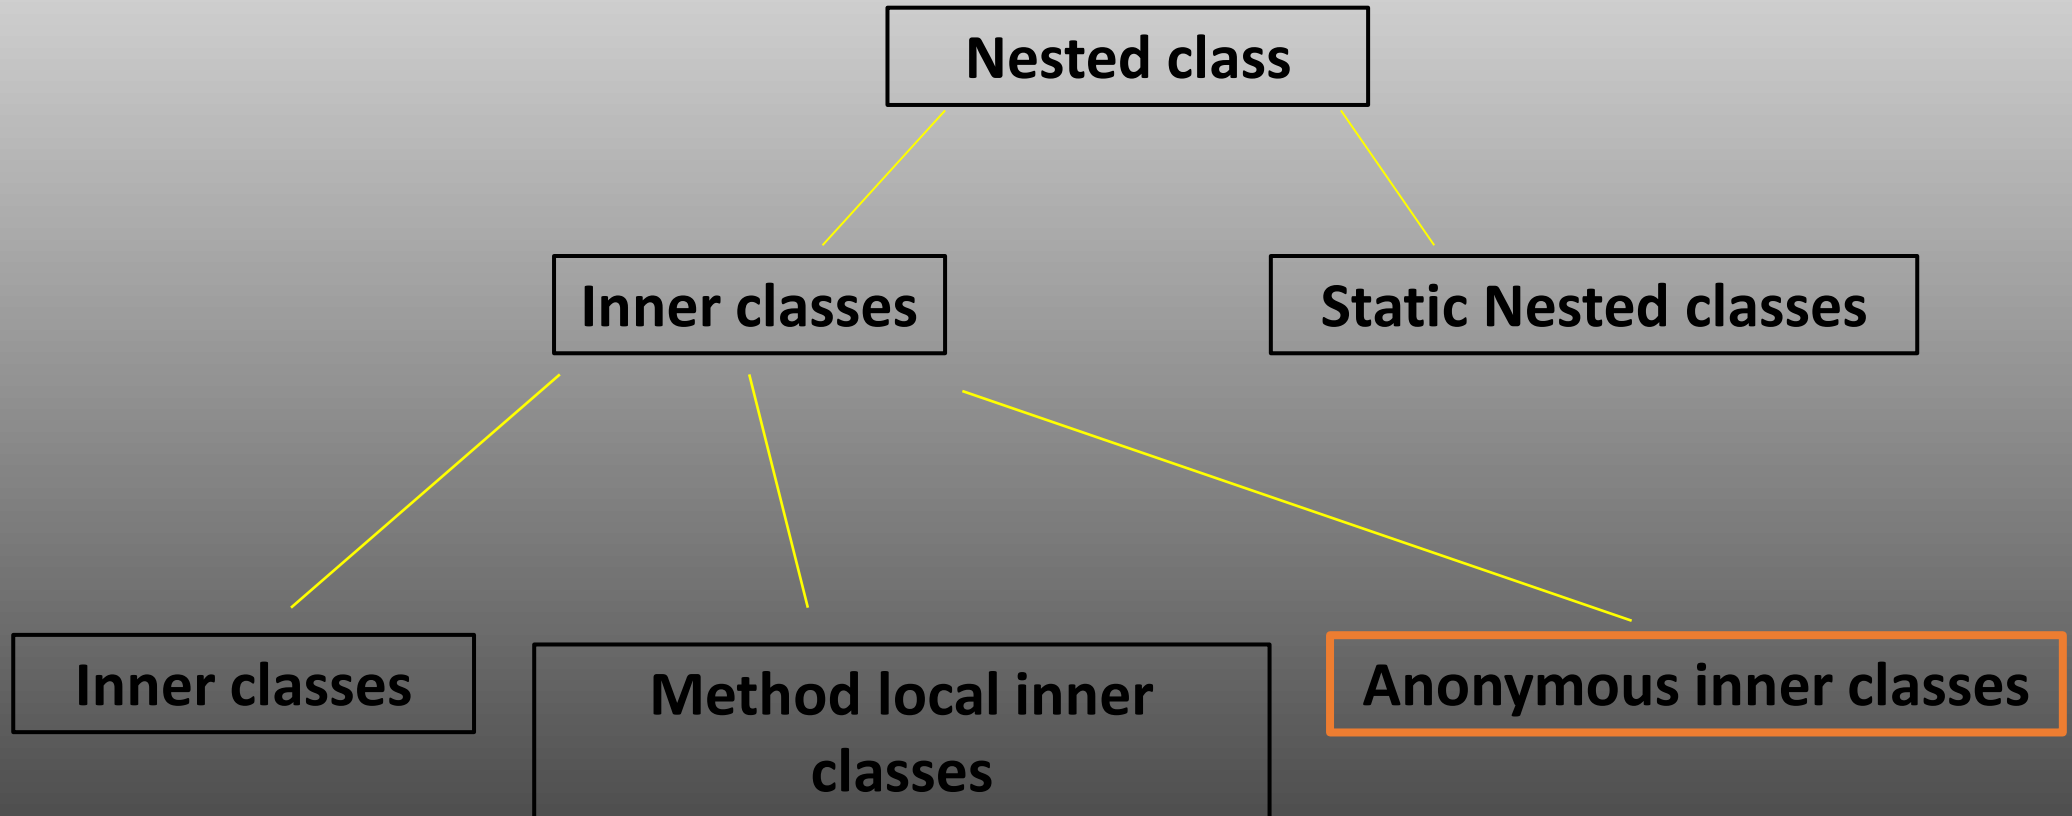 Nested class
Inner classes
Static Nested classes
Inner classes
Method local inner
classes
Anonymous inner classes